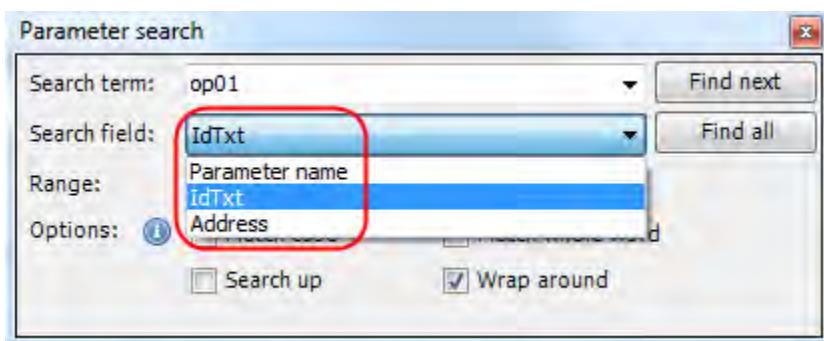 Parameter search
Search term: op01 Find next
Search field: IdTxt Find all
Parameter name
Range:
IdTxt
Options: Address
Search up Wrap around